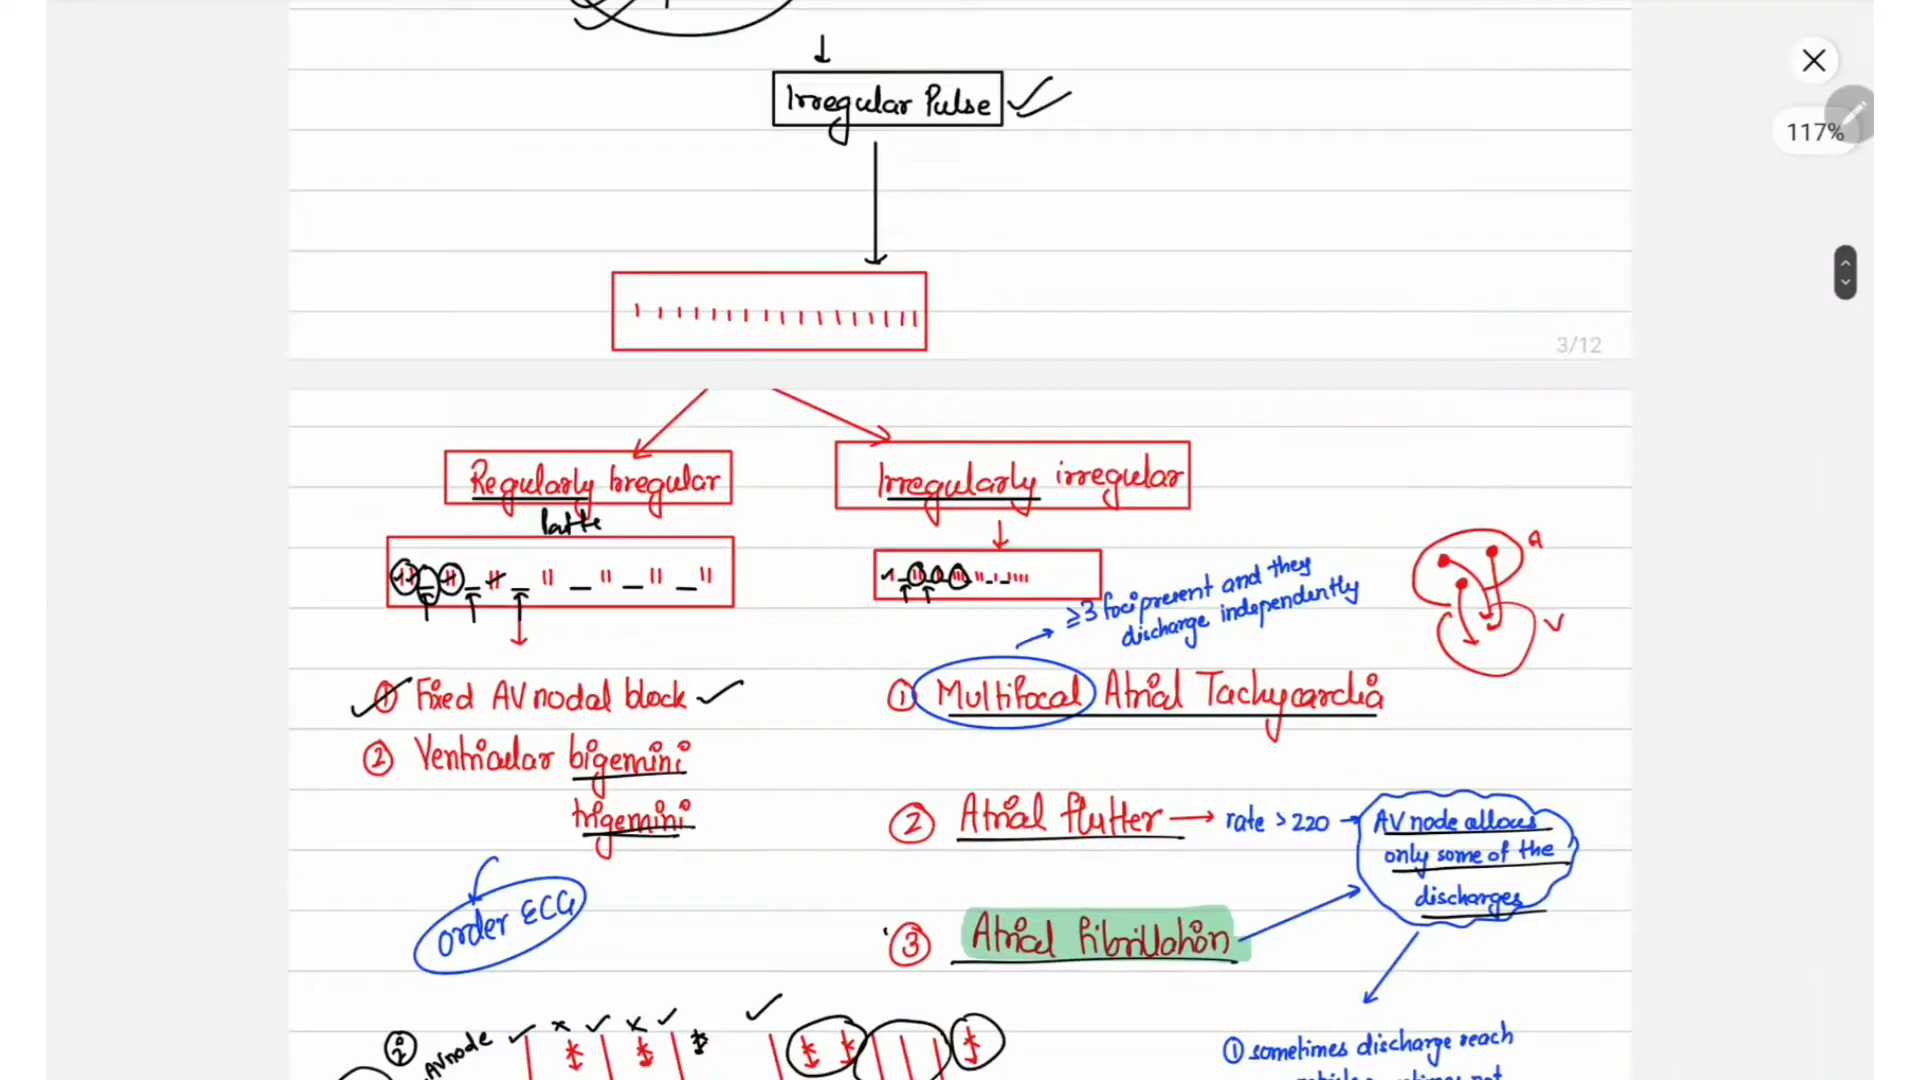 Irregular Pulse
117%
3/12
Regularly Irregular
Irregularly irregular
latte
≥3 foci present and they
discharge independently
A
V
① Fixed AV nodal block
① Multifocal Atrial Tachycardia
② Ventricular bigemini
trigemini
② Atrial flutter → rate > 220 →
AV node allows
only some of the
discharges
order ECG
③ Atrial fibrillation
②
AV node
① sometimes discharge reach